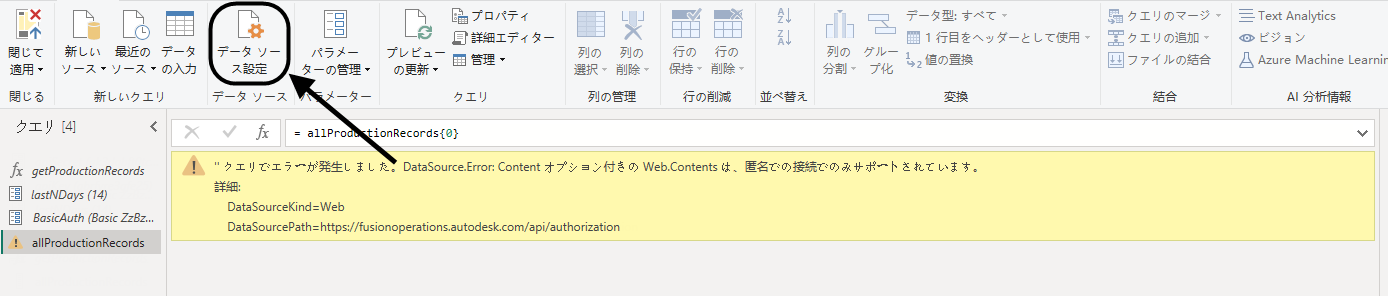 閉じて
適用
閉じる
新しい
ソース
最近の
ソース
データ
の入力
新しいクエリ
データ ソー
ス設定
データ ソース
パラメー
ターの管理
パラメーター
プレビュー
の更新
プロパティ
詳細エディター
管理
クエリ
列の
選択
列の
削除
列の管理
行の
保持
行の
削除
行の削減
並べ替え
列の
分割
グルー
プ化
データ型: すべて
1 行目をヘッダーとして使用
値の置換
変換
クエリのマージ
クエリの追加
ファイルの結合
結合
Text Analytics
ビジョン
Azure Machine Learnin
AI 分析情報
クエリ [4]
getProductionRecords
lastNDays (14)
BasicAuth (Basic ZzBz...
allProductionRecords
fx
= allProductionRecords{0}
'' クエリでエラーが発生しました。DataSource.Error: Content オプション付きの Web.Contents は、匿名での接続でのみサポートされています。
詳細:
DataSourceKind=Web
DataSourcePath=https://fusionoperations.autodesk.com/api/authorization